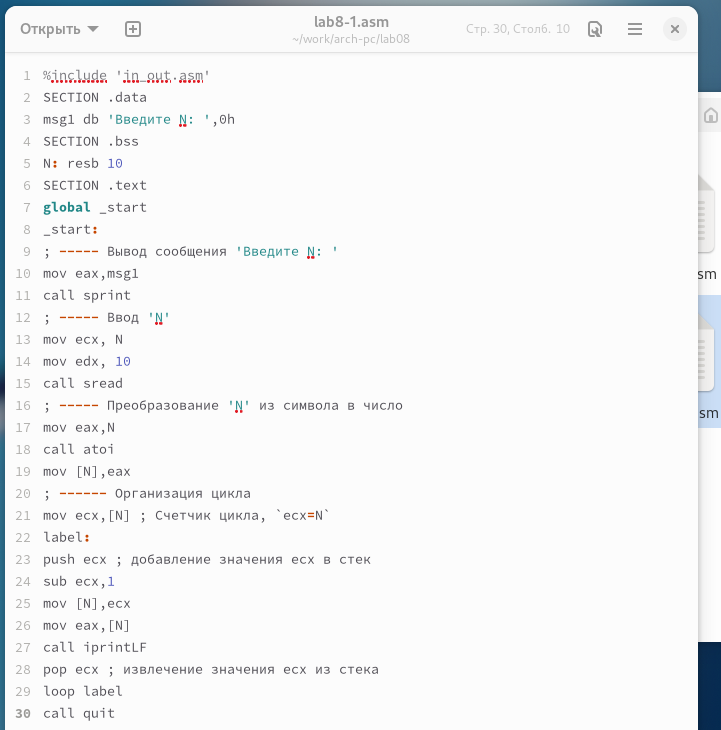 Открыть
lab8-1.asm
~/work/arch-pc/lab08
Стр. 30, Столб. 10
1 %include 'in_out.asm'
2 SECTION .data
3 msg1 db 'Введите N: ',0h
4 SECTION .bss
5 N: resb 10
6 SECTION .text
7 global _start
8 _start:
9 ; ----- Вывод сообщения 'Введите N: '
10 mov eax,msg1
11 call sprint
12 ; ----- Ввод 'N'
13 mov ecx, N
14 mov edx, 10
15 call sread
16 ; ----- Преобразование 'N' из символа в число
17 mov eax,N
18 call atoi
19 mov [N],eax
20 ; ------ Организация цикла
21 mov ecx,[N] ; Счетчик цикла, `ecx=N`
22 label:
23 push ecx ; добавление значения ecx в стек
24 sub ecx,1
25 mov [N],ecx
26 mov eax,[N]
27 call iprintLF
28 pop ecx ; извлечение значения ecx из стека
29 loop label
30 call quit
sm
sm